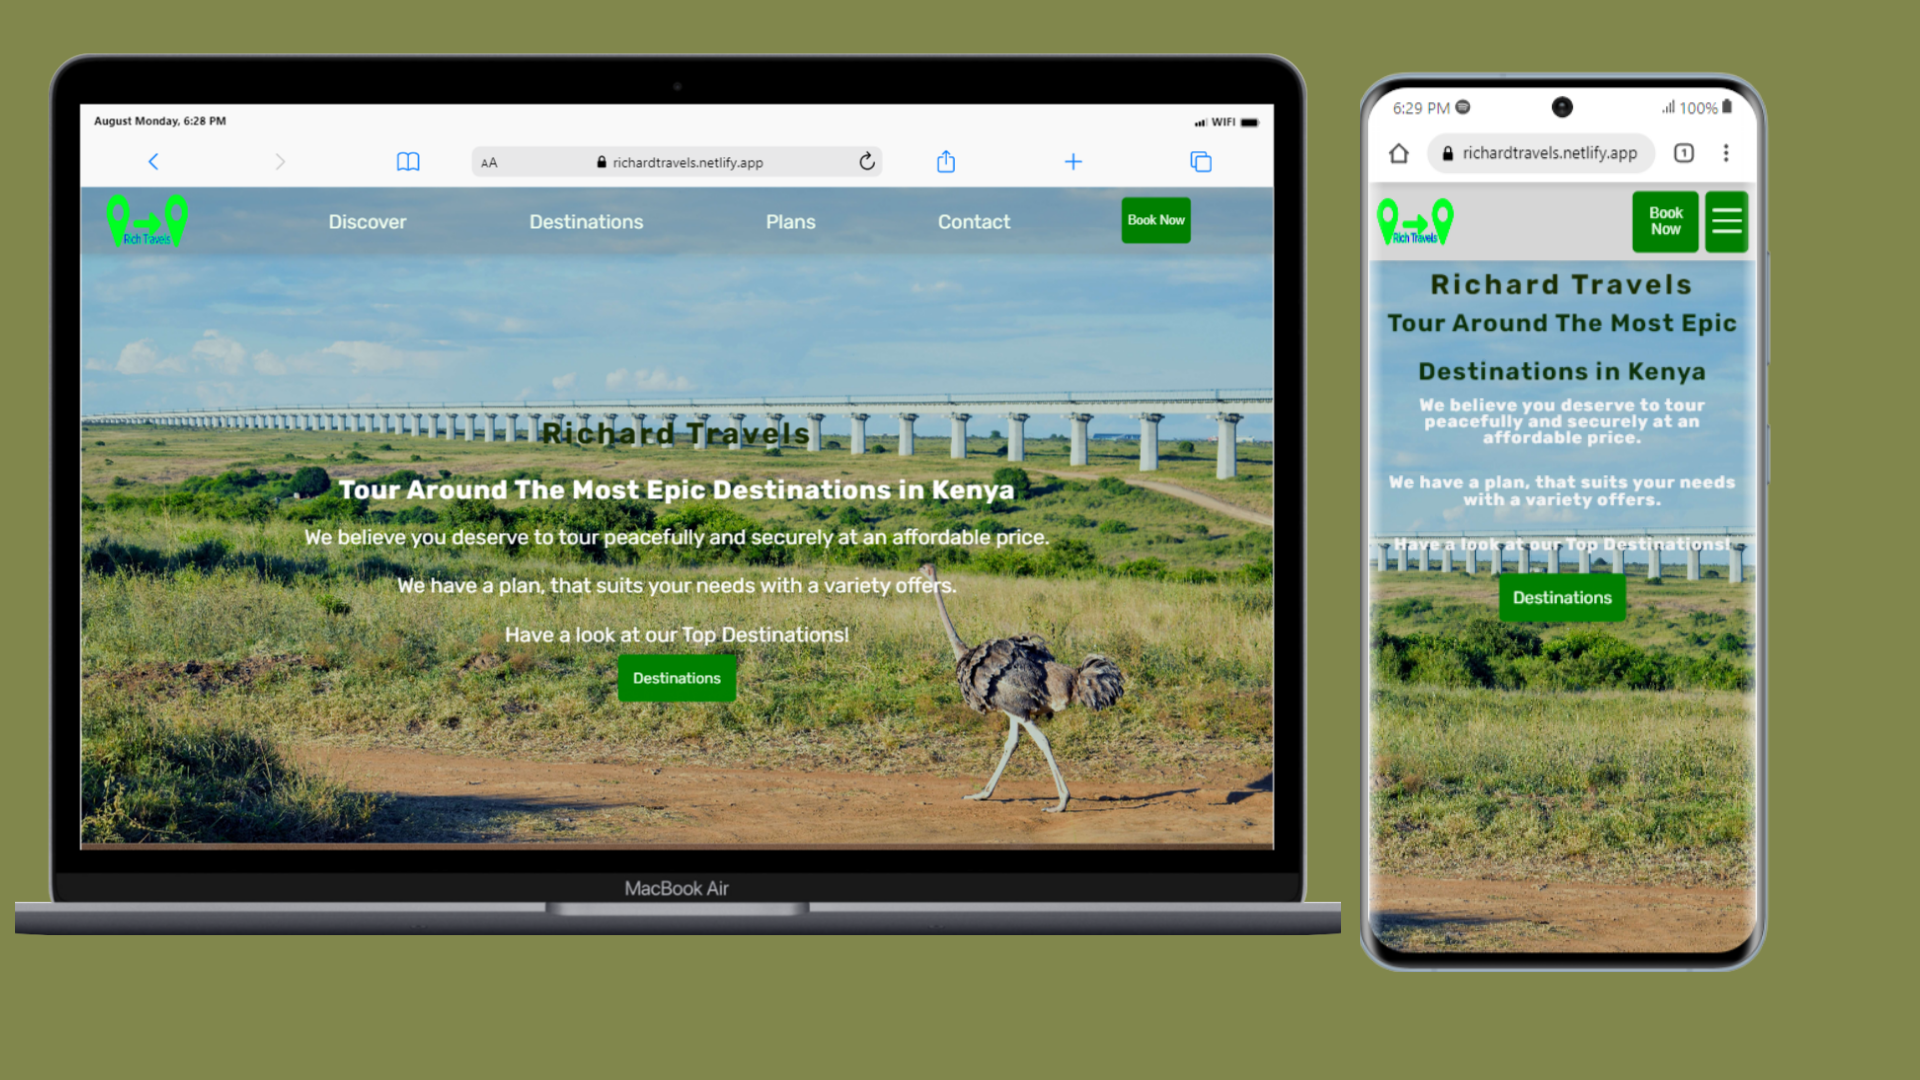 August Monday, 6:28 PM
WIFI
AA
richardtravels.netlify.app
Rich Travels
Discover
Destinations
Plans
Contact
Book Now
Richard Travels
Tour Around The Most Epic Destinations in Kenya
We believe you deserve to tour peacefully and securely at an affordable price.
We have a plan, that suits your needs with a variety offers.
Have a look at our Top Destinations!
Destinations
MacBook Air
6:29 PM
100%
richardtravels.netlify.app
1
Rich Travels
Book
Now
Richard Travels
Tour Around The Most Epic
Destinations in Kenya
We believe you deserve to tour
peacefully and securely at an
affordable price.
We have a plan, that suits your needs
with a variety offers.
Have a look at our Top Destinations!
Destinations